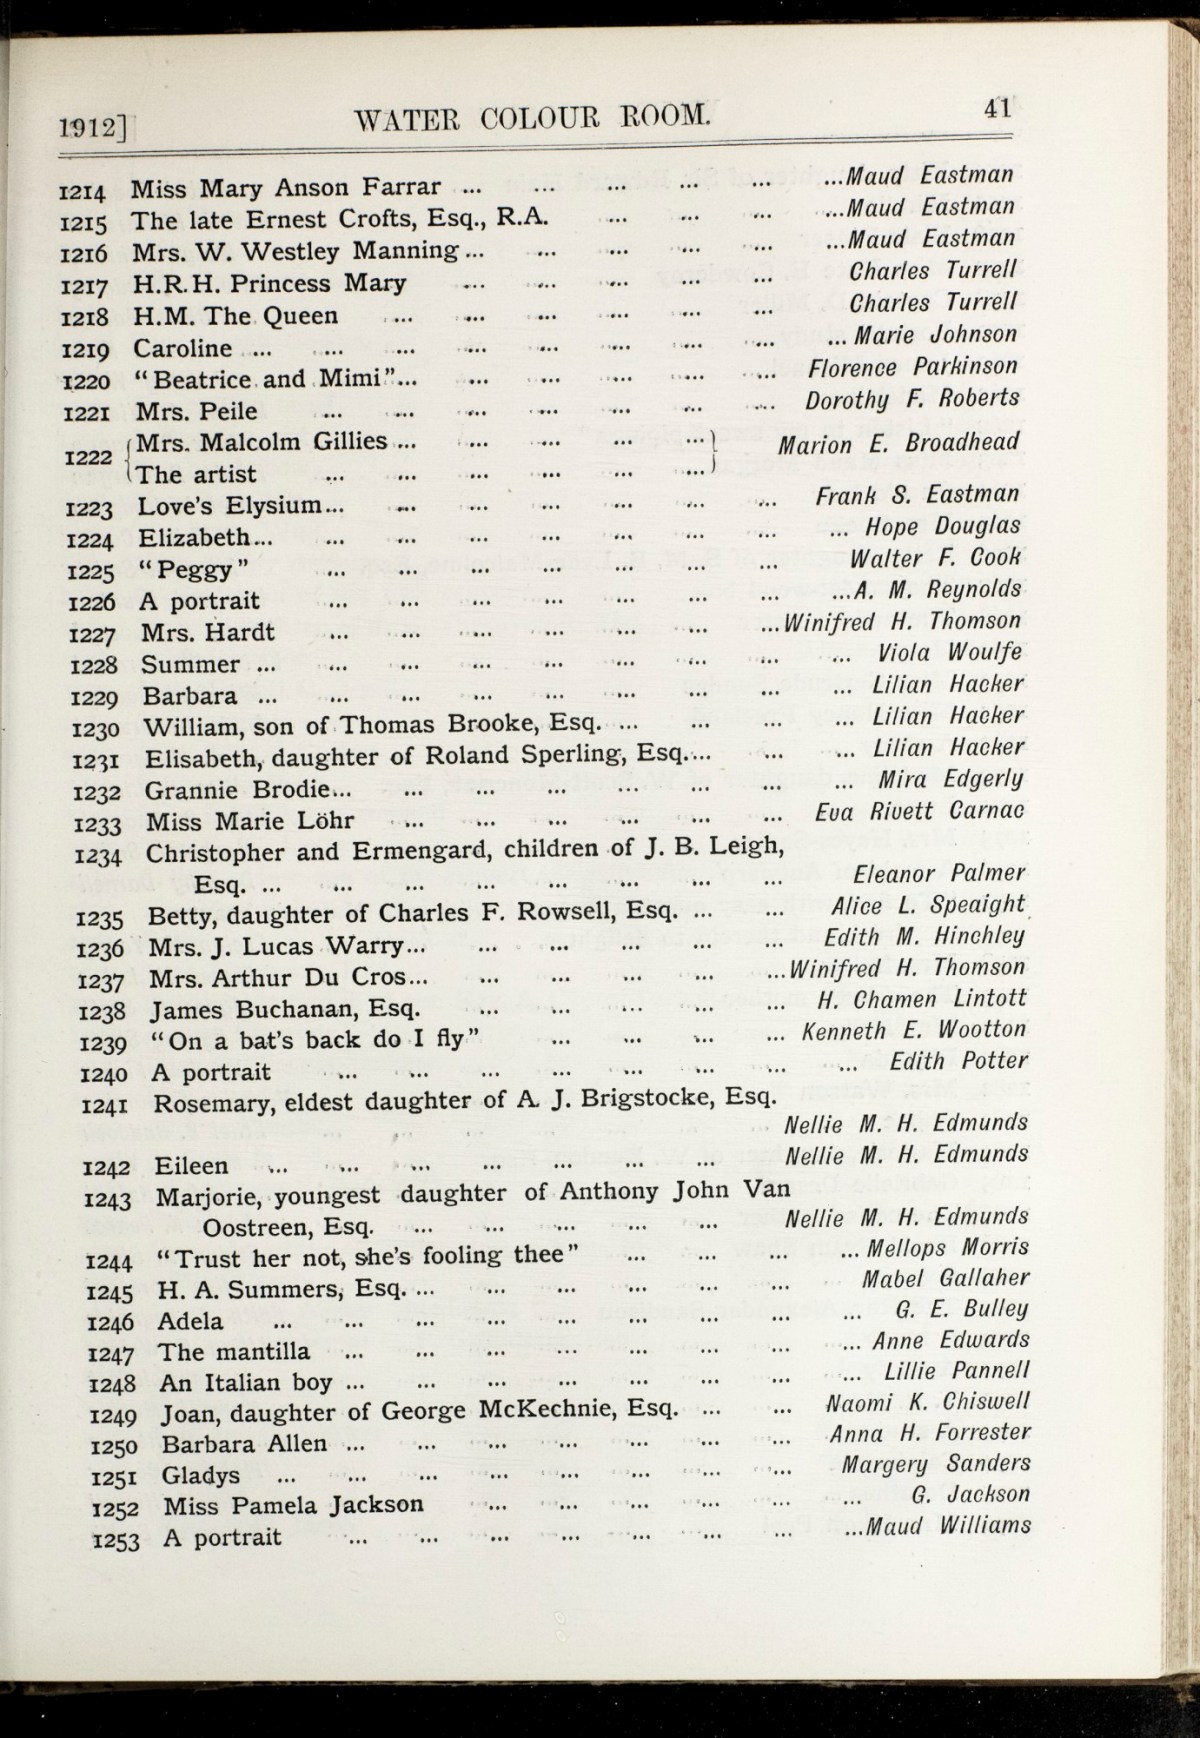 1912] WATER COLOUR ROOM. 41
1214 Miss Mary Anson Farrar ... ... ... ... ... ...Maud Eastman
1215 The late Ernest Crofts, Esq., R.A. ... ... ... ...Maud Eastman
1216 Mrs. W. Westley Manning... ... ... ... ... ...Maud Eastman
1217 H.R.H. Princess Mary ... ... ... ... ... Charles Turrell
1218 H.M. The Queen ... ... ... ... ... ... Charles Turrell
1219 Caroline ... ... ... ... ... ... ... ... ... Marie Johnson
1220 “Beatrice and Mimi”... ... ... ... ... ... Florence Parkinson
1221 Mrs. Peile ... ... ... ... ... ... ... Dorothy F. Roberts
1222 { Mrs. Malcolm Gillies ... ... ... ... ... } Marion E. Broadhead
The artist ... ... ... ... ... ...
1223 Love's Elysium... ... ... ... ... ... ... Frank S. Eastman
1224 Elizabeth... ... ... ... ... ... ... ... ... Hope Douglas
1225 “Peggy” ... ... ... ... ... ... ... Walter F. Cook
1226 A portrait ... ... ... ... ... ... ... ...A. M. Reynolds
1227 Mrs. Hardt ... ... ... ... ... ... ...Winifred H. Thomson
1228 Summer ... ... ... ... ... ... ... ... ... Viola Woulfe
1229 Barbara ... ... ... ... ... ... ... ... ... Lilian Hacker
1230 William, son of Thomas Brooke, Esq. ... ... ... ... Lilian Hacker
1231 Elisabeth, daughter of Roland Sperling, Esq.... ... ... Lilian Hacker
1232 Grannie Brodie... ... ... ... ... ... ... ... Mira Edgerly
1233 Miss Marie Löhr ... ... ... ... ... ... Eva Rivett Carnac
1234 Christopher and Ermengard, children of J. B. Leigh,
Esq. ... ... ... ... ... ... ... ... Eleanor Palmer
1235 Betty, daughter of Charles F. Rowsell, Esq. ... ... Alice L. Speaight
1236 Mrs. J. Lucas Warry... ... ... ... ... ... Edith M. Hinchley
1237 Mrs. Arthur Du Cros... ... ... ... ... ...Winifred H. Thomson
1238 James Buchanan, Esq. ... ... ... ... ... H. Chamen Lintott
1239 “On a bat's back do I fly” ... ... ... ... Kenneth E. Wootton
1240 A portrait ... ... ... ... ... ... ... ... Edith Potter
1241 Rosemary, eldest daughter of A. J. Brigstocke, Esq.
Nellie M. H. Edmunds
1242 Eileen ... ... ... ... ... ... ... Nellie M. H. Edmunds
1243 Marjorie, youngest daughter of Anthony John Van
Oostreen, Esq. ... ... ... ... ... Nellie M. H. Edmunds
1244 “Trust her not, she's fooling thee” ... ... ... ... Mellops Morris
1245 H. A. Summers, Esq. ... ... ... ... ... ... Mabel Gallaher
1246 Adela ... ... ... ... ... ... ... ... ... G. E. Bulley
1247 The mantilla ... ... ... ... ... ... ... ... Anne Edwards
1248 An Italian boy ... ... ... ... ... ... ... ... Lillie Pannell
1249 Joan, daughter of George McKechnie, Esq. ... ... Naomi K. Chiswell
1250 Barbara Allen ... ... ... ... ... ... ... Anna H. Forrester
1251 Gladys ... ... ... ... ... ... ... ... Margery Sanders
1252 Miss Pamela Jackson ... ... ... ... ... ... G. Jackson
1253 A portrait ... ... ... ... ... ... ... ...Maud Williams